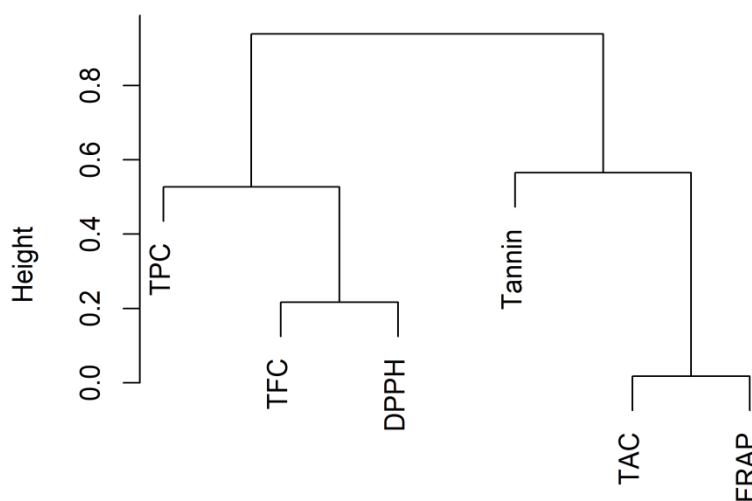 Height
0.8
0.6
0.4
0.2
0.0
TPC
TFC
DPPH
Tannin
TAC
FRAP